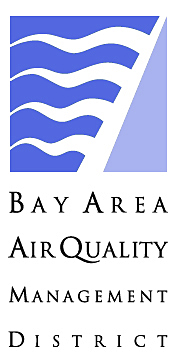 BAY AREA
AIR QUALITY
MANAGEMENT
DISTRICT